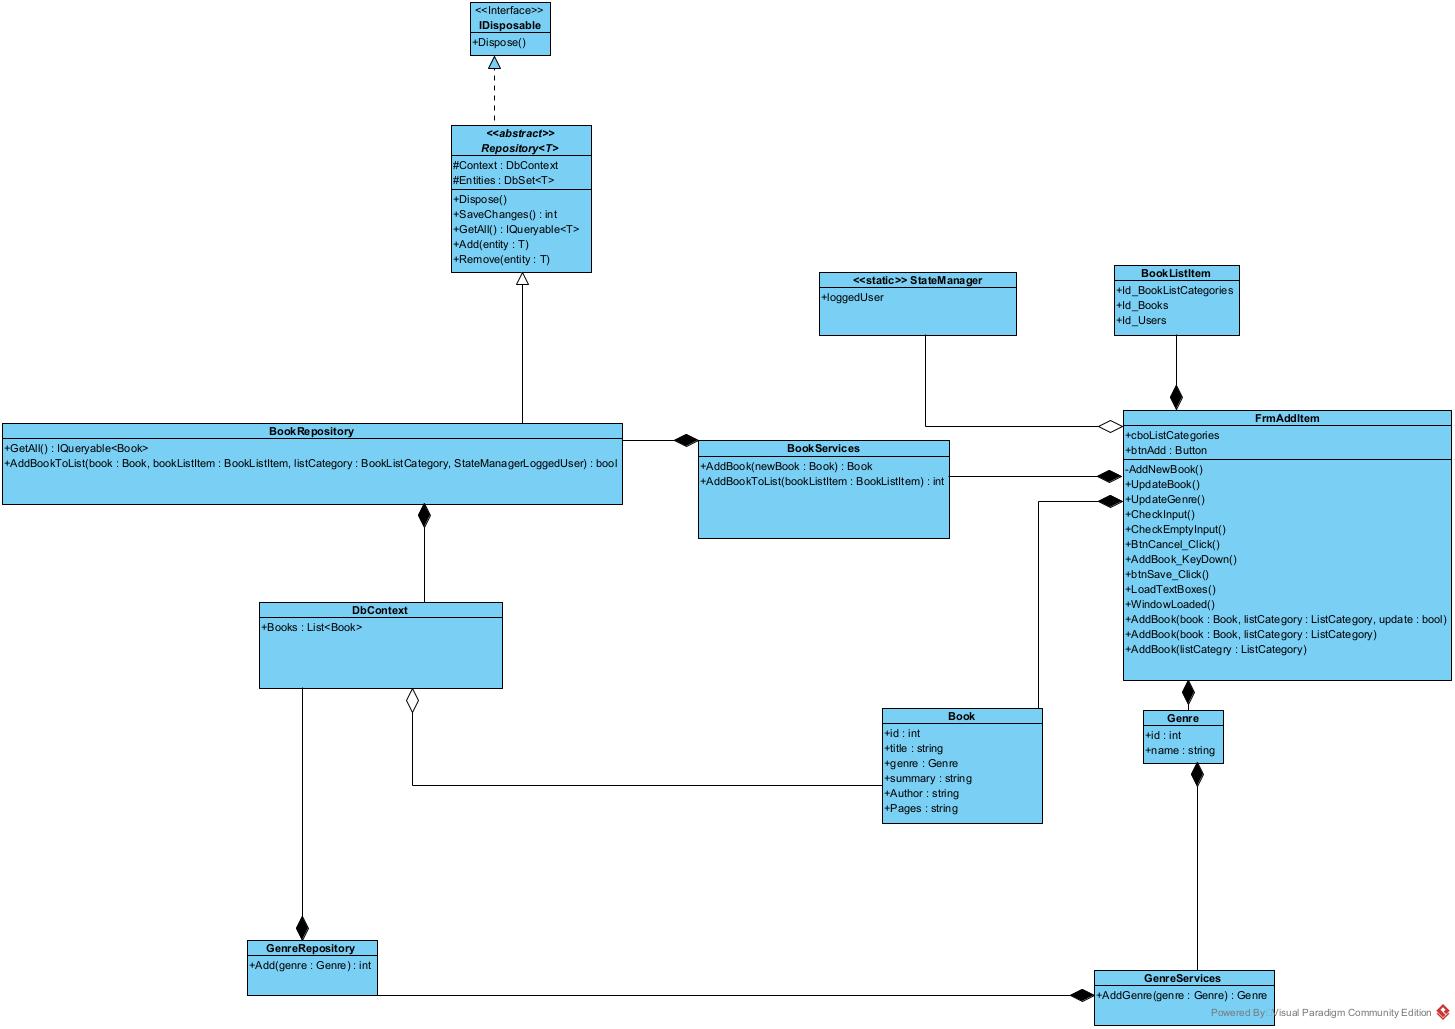 <<Interface>>
IDisposable
+Dispose()
<<abstract>>
Repository<T>
#Context : DbContext
#Entities : DbSet<T>
+Dispose()
+SaveChanges() : int
+GetAll() : IQueryable<T>
+Add(entity : T)
+Remove(entity : T)
<<static>> StateManager
+loggedUser
BookListItem
+Id_BookListCategories
+Id_Books
+Id_Users
BookRepository
+GetAll() : IQueryable<Book>
+AddBookToList(book : Book, bookListItem : BookListItem, listCategory : BookListCategory, StateManagerLoggedUser) : bool
BookServices
+AddBook(newBook : Book) : Book
+AddBookToList(bookListItem : BookListItem) : int
FrmAddItem
+cboListCategories
+btnAdd : Button
-AddNewBook()
+UpdateBook()
+UpdateGenre()
+CheckInput()
+CheckEmptyInput()
+BtnCancel_Click()
+AddBook_KeyDown()
+btnSave_Click()
+LoadTextBoxes()
+WindowLoaded()
+AddBook(book : Book, listCategory : ListCategory, update : bool)
+AddBook(book : Book, listCategory : ListCategory)
+AddBook(listCategry : ListCategory)
DbContext
+Books : List<Book>
Book
+id : int
+title : string
+genre : Genre
+summary : string
+Author : string
+Pages : string
Genre
+id : int
+name : string
GenreRepository
+Add(genre : Genre) : int
GenreServices
+AddGenre(genre : Genre) : Genre
Powered By: Visual Paradigm Community Edition